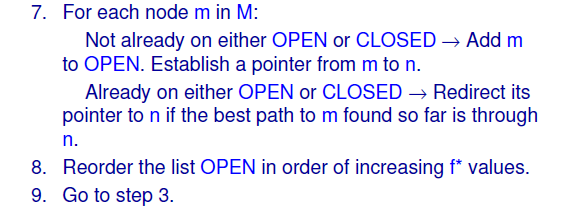 7. For each node m in M:
Not already on either OPEN or CLOSED → Add m
to OPEN. Establish a pointer from m to n.
Already on either OPEN or CLOSED → Redirect its
pointer to n if the best path to m found so far is through
n.
8. Reorder the list OPEN in order of increasing f* values.
9. Go to step 3.